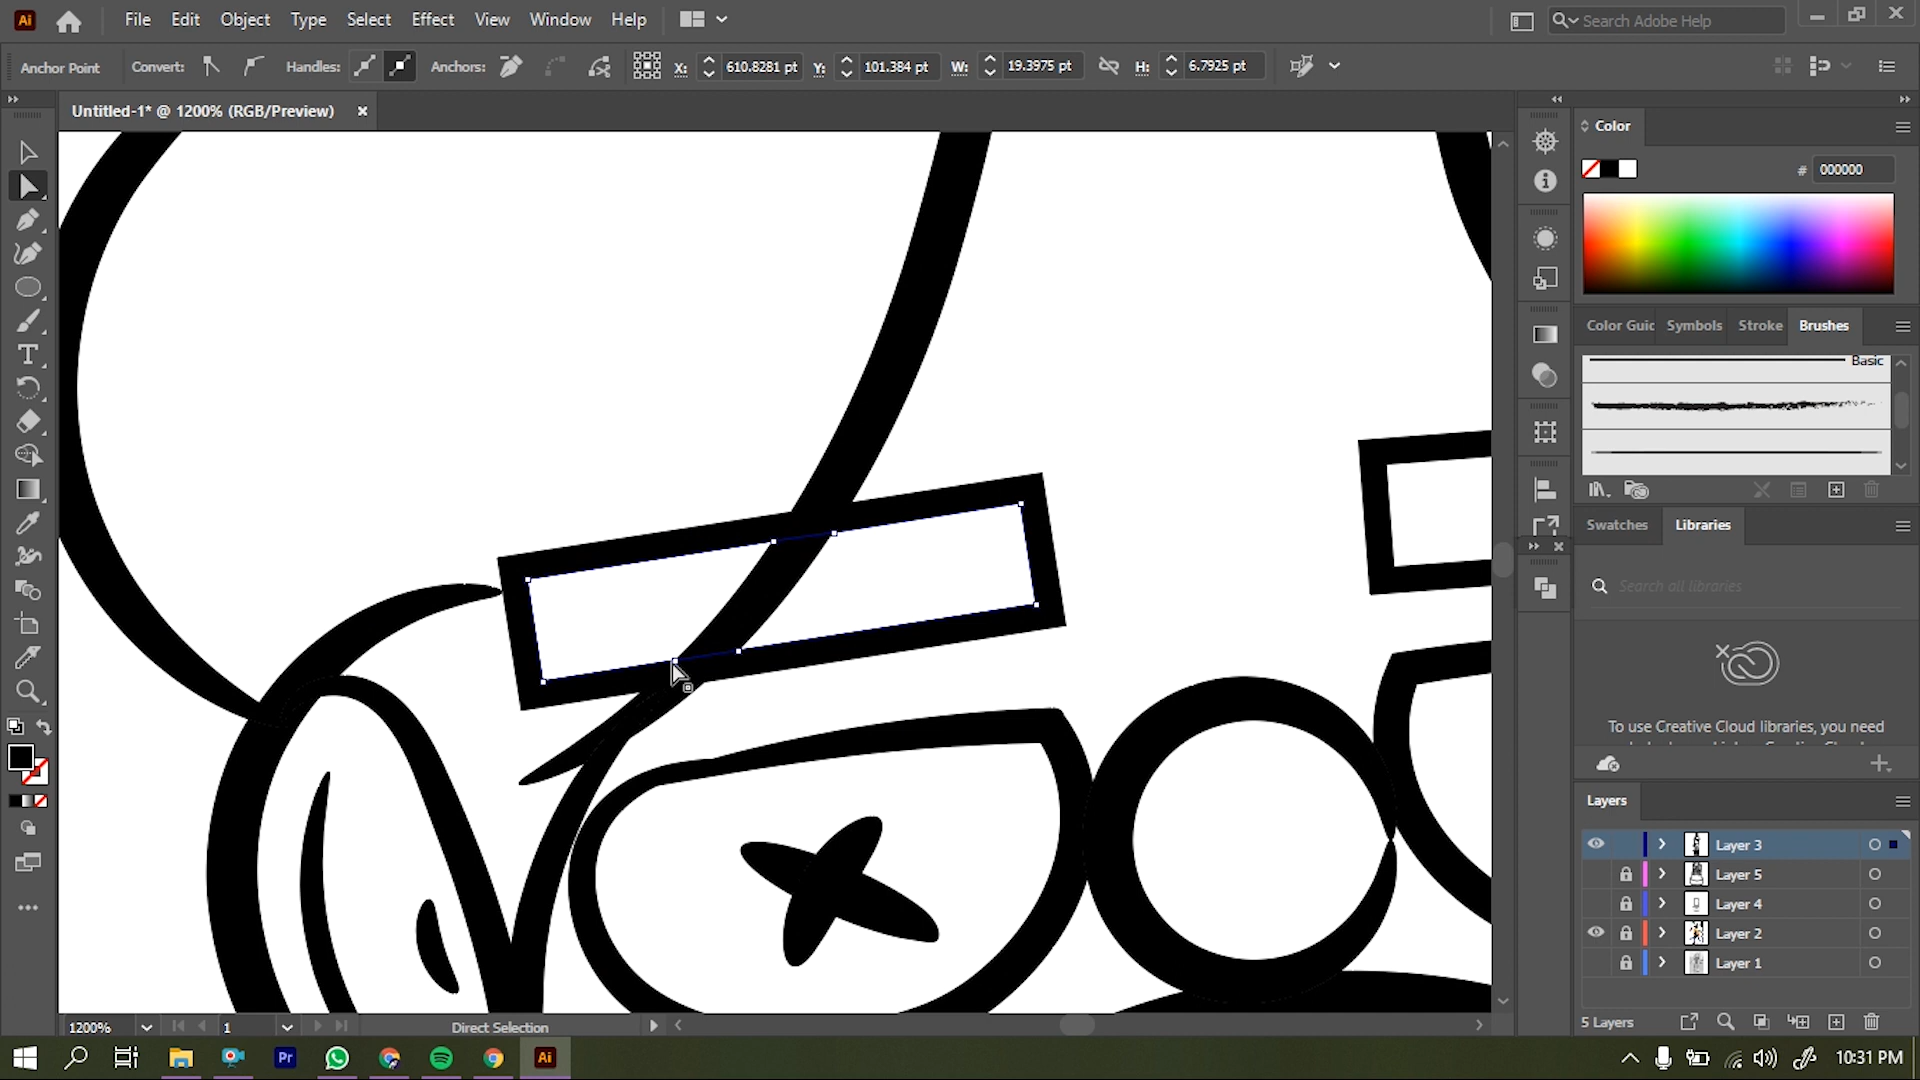 Ai File Edit Object Type Select Effect View Window Help Search Adobe Help
Anchor Point Convert: Handles: Anchors: X: 610.8281 pt Y: 101.384 pt W: 19.3975 pt H: 6.7925 pt
Untitled-1* @ 1200% (RGB/Preview)
Color
# 000000
Color Guid Symbols Stroke Brushes
Basic
Swatches Libraries
Search all libraries
To use Creative Cloud libraries, you need
Layers
Layer 3
Layer 5
Layer 4
Layer 2
Layer 1
5 Layers
1200% 1 Direct Selection
Pr Ai 10:31 PM